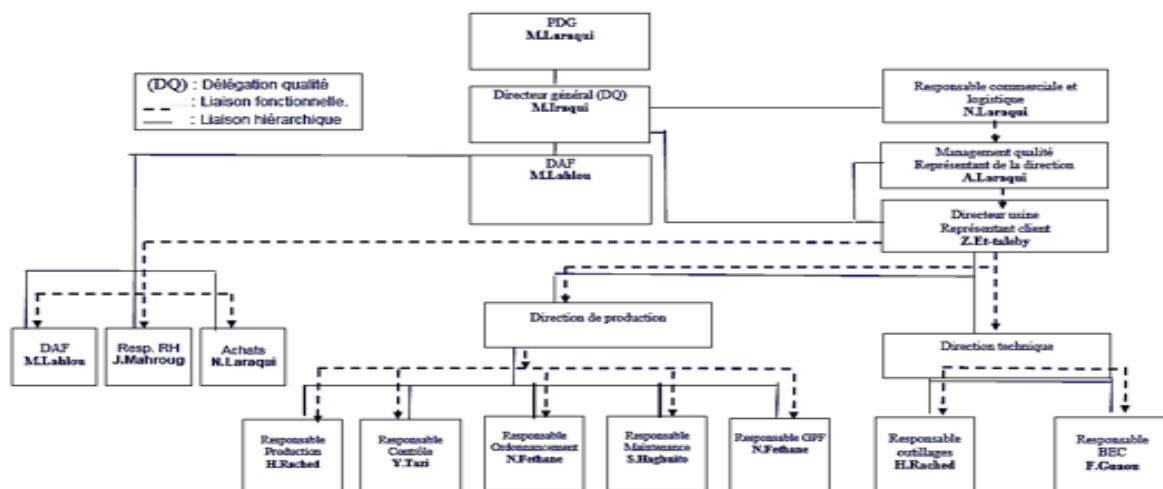 PDG
M.Laraqui
(DQ) : Délégation qualité
: Liaison fonctionnelle.
: Liaison hiérarchique
Directeur général (DQ)
M.Iraqui
Responsable commerciale et
logistique
N.Laraqui
DAF
M.Lahlou
Management qualité
Représentant de la direction
A.Laraqui
Directeur usine
Représentant client
Z.Et-taleby
Direction de production
DAF
M.Lahlou
Resp. RH
J.Mahroug
Achats
N.Laraqui
Direction technique
Responsable
Production
H.Rached
Responsable
Contrôle
Y.Tazi
Responsable
Ordonnancement
N.Fethane
Responsable
Maintenance
Responsable GPF
N.Fethane
Responsable
outillages
H.Rached
Responsable
BEC